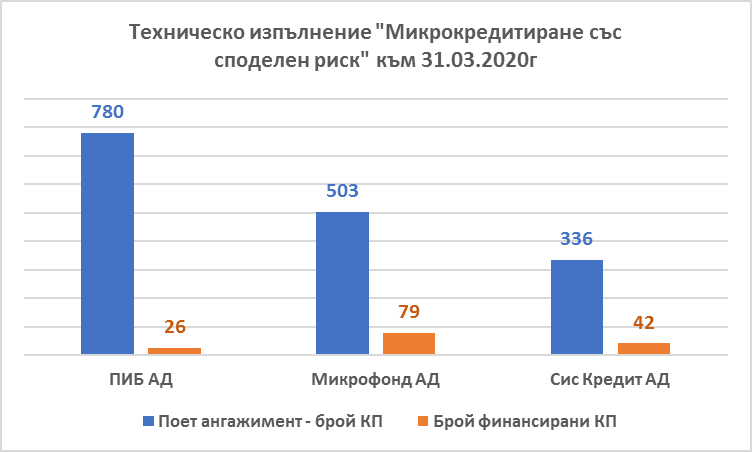 Техническо изпълнение "Микрокредитиране със
споделен риск" към 31.03.2020г
780
503
336
26
79
42
ПИБ АД
Микрофонд АД
Сис Кредит АД
Поет ангажимент - брой КП
Брой финансирани КП